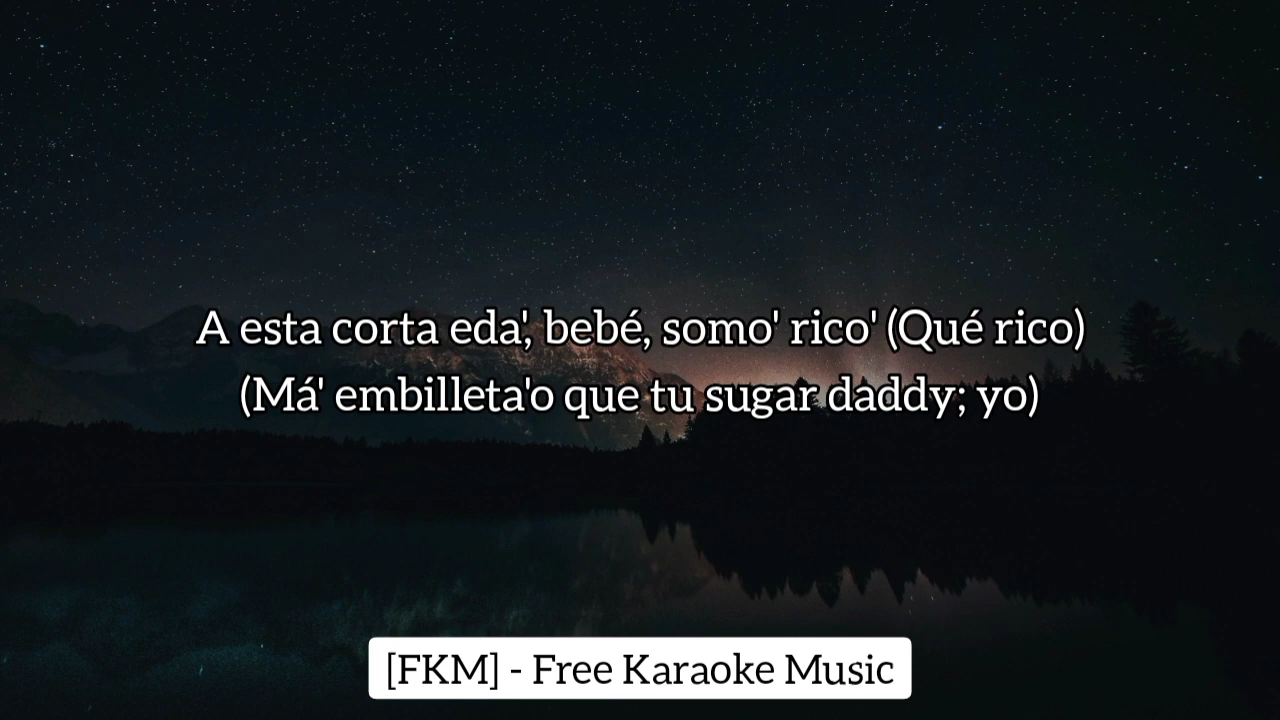 A esta corta eda', bebé, somo' rico' (Qué rico)
(Má' embilleta'o que tu sugar daddy; yo)
[FKM] - Free Karaoke Music